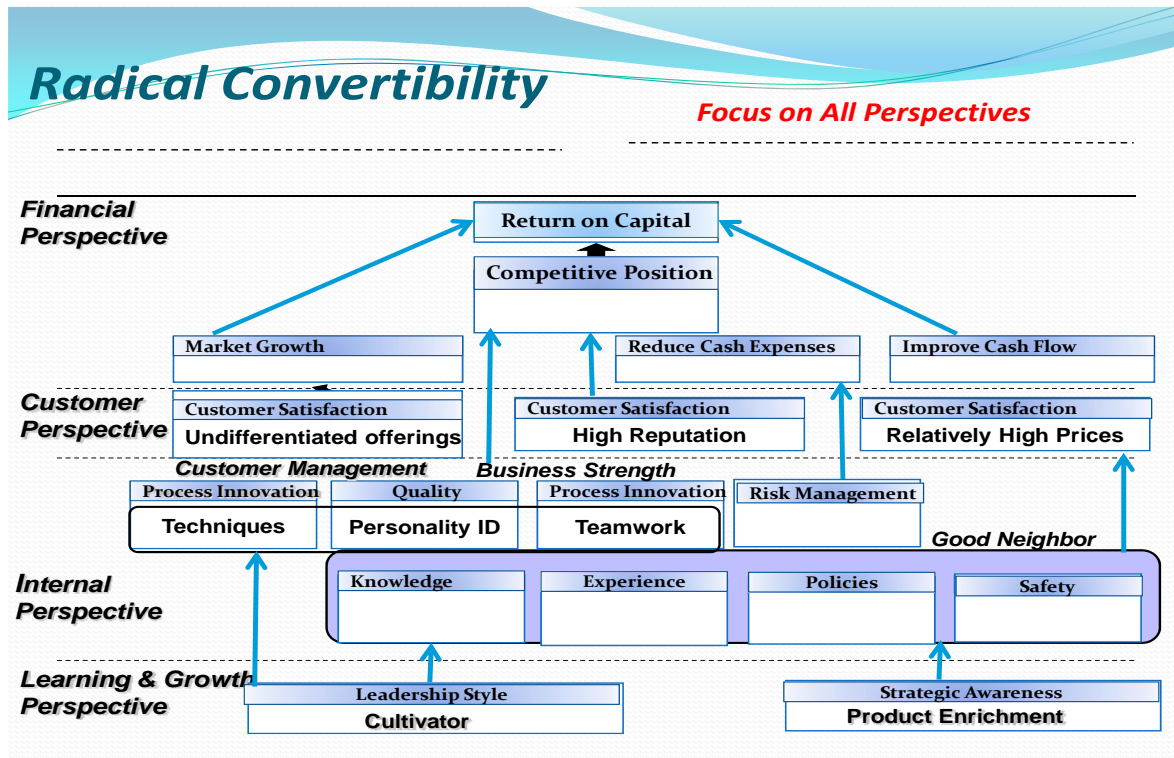 Radical Convertibility
Focus on All Perspectives
Financial
Perspective
Return on Capital
Competitive Position
Market Growth
Reduce Cash Expenses
Improve Cash Flow
Customer
Perspective
Customer Satisfaction
Undifferentiated offerings
Customer Satisfaction
High Reputation
Customer Satisfaction
Relatively High Prices
Customer Management
Business Strength
Process Innovation
Techniques
Quality
Personality ID
Process Innovation
Teamwork
Risk Management
Good Neighbor
Internal
Perspective
Knowledge
Experience
Policies
Safety
Learning & Growth
Perspective
Leadership Style
Cultivator
Strategic Awareness
Product Enrichment